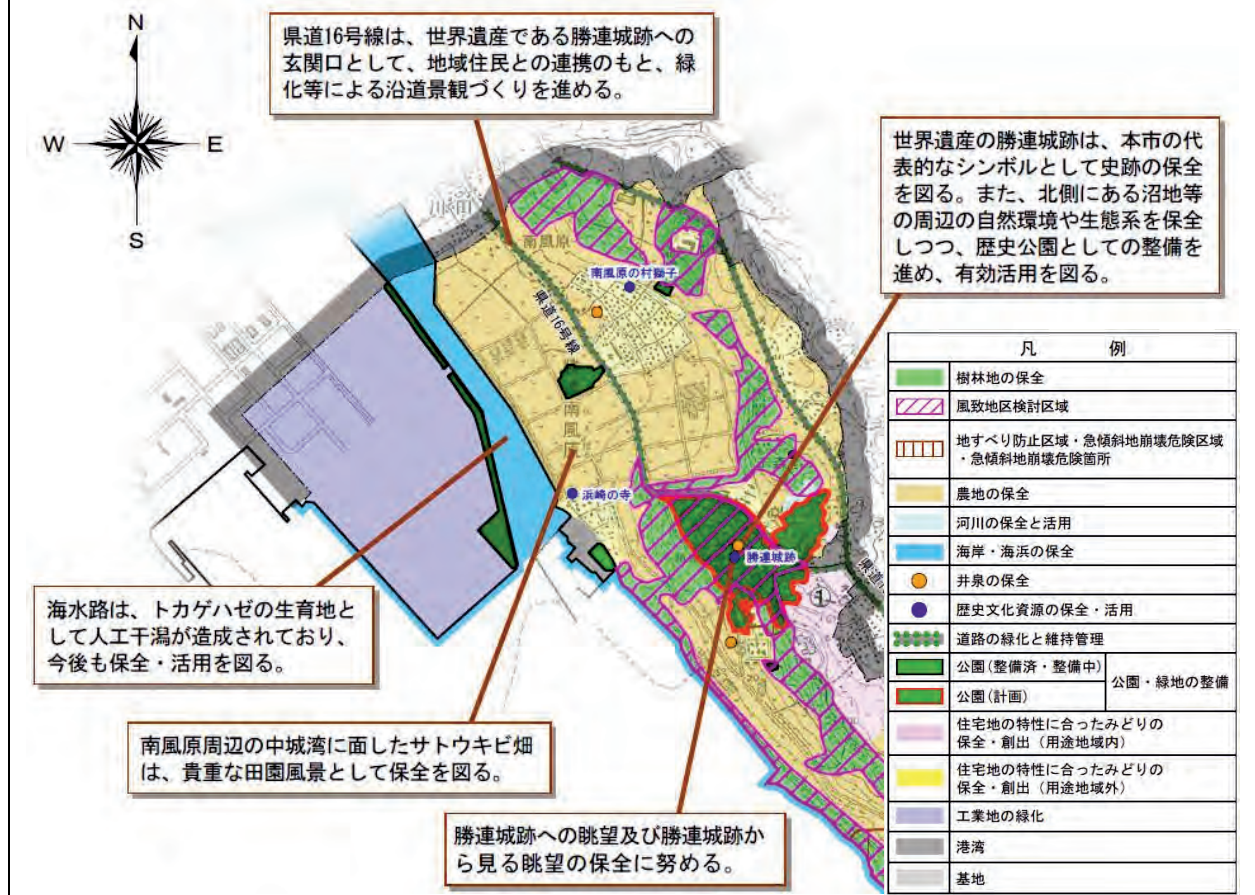 N
W
E
S
県道16号線は、世界遺産である勝連城跡への
玄関口として、地域住民との連携のもと、緑
化等による沿道景観づくりを進める。
世界遺産の勝連城跡は、本市の代
表的なシンボルとして史跡の保全
を図る。また、北側にある沼地等
の周辺の自然環境や生態系を保全
しつつ、歴史公園としての整備を
進め、有効活用を図る。
川田
南風原
南風原の村獅子
県道16号線
南風原
浜崎の寺
勝連城跡
県道
①
海水路は、トカゲハゼの生育地と
して人工干潟が造成されており、
今後も保全・活用を図る。
南風原周辺の中城湾に面したサトウキビ畑
は、貴重な田園風景として保全を図る。
勝連城跡への眺望及び勝連城跡か
ら見る眺望の保全に努める。
凡 例
樹林地の保全
風致地区検討区域
地すべり防止区域・急傾斜地崩壊危険区域
・急傾斜地崩壊危険箇所
農地の保全
河川の保全と活用
海岸・海浜の保全
井泉の保全
歴史文化資源の保全・活用
道路の緑化と維持管理
公園(整備済・整備中)
公園・緑地の整備
公園(計画)
住宅地の特性に合ったみどりの
保全・創出(用途地域内)
住宅地の特性に合ったみどりの
保全・創出(用途地域外)
工業地の緑化
港湾
基地